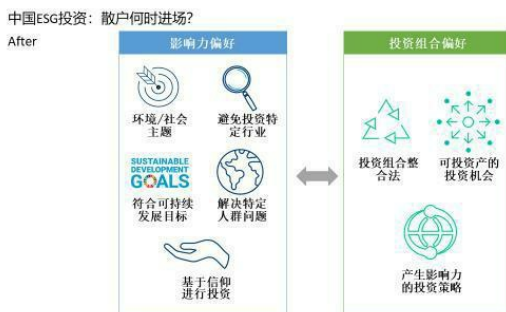 中国ESG投资：散户何时进场？
After
影响力偏好
环境/社会
主题
避免投资特
定行业
SUSTAINABLE
DEVELOPMENT
GOALS
符合可持续
发展目标
解决特定
人群问题
基于信仰
进行投资
投资组合偏好
投资组合整
合法
可投资产的
投资机会
产生影响力
的投资策略